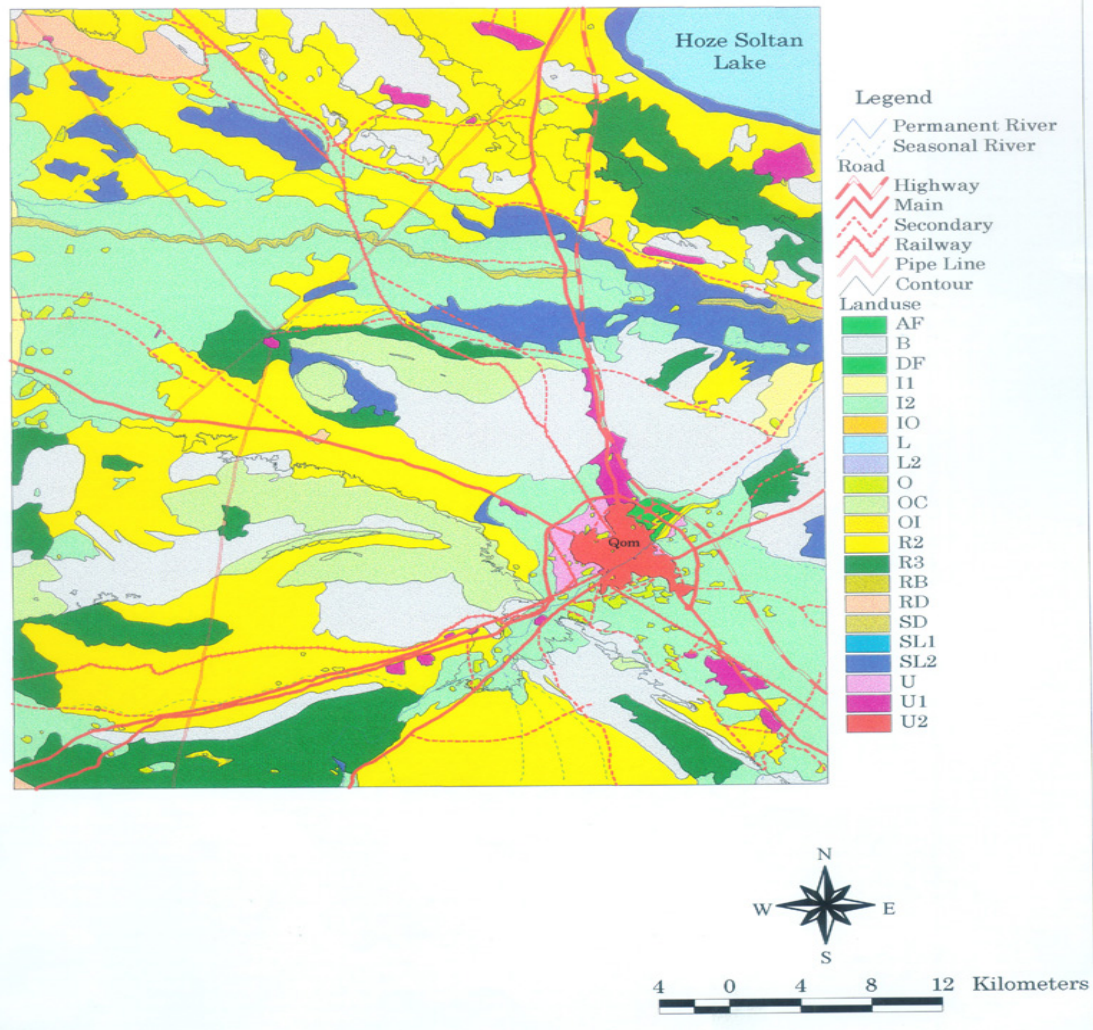 Hoze Soltan
Lake
Qom
Legend
Permanent River
Seasonal River
Road
Highway
Main
Secondary
Railway
Pipe Line
Contour
Landuse
AF
B
DF
I1
I2
IO
L
L2
O
OC
OI
R2
R3
RB
RD
SD
SL1
SL2
U
U1
U2
N
W
E
S
4 0 4 8 12 Kilometers